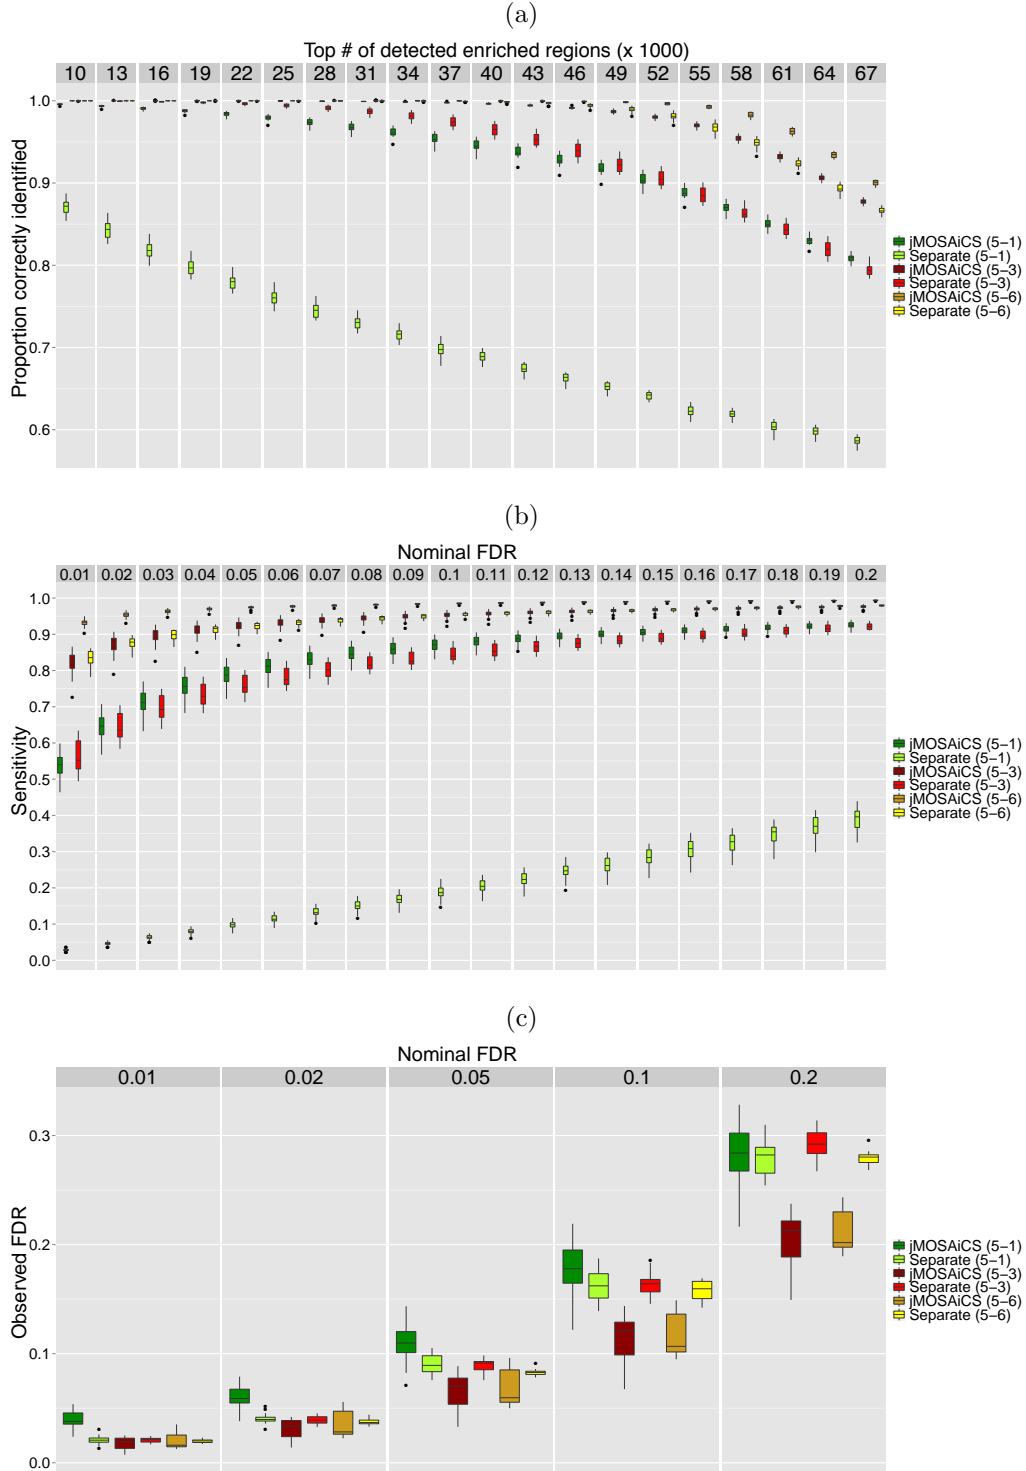 (a)
Top # of detected enriched regions (x 1000)
10 13 16 19 22 25 28 31 34 37 40 43 46 49 52 55 58 61 64 67
Proportion correctly identified
1.0
0.9
0.8
0.7
0.6
jMOSAiCS (5−1)
Separate (5−1)
jMOSAiCS (5−3)
Separate (5−3)
jMOSAiCS (5−6)
Separate (5−6)
(b)
Nominal FDR
0.01 0.02 0.03 0.04 0.05 0.06 0.07 0.08 0.09 0.1 0.11 0.12 0.13 0.14 0.15 0.16 0.17 0.18 0.19 0.2
Sensitivity
1.0
0.9
0.8
0.7
0.6
0.5
0.4
0.3
0.2
0.1
0.0
jMOSAiCS (5−1)
Separate (5−1)
jMOSAiCS (5−3)
Separate (5−3)
jMOSAiCS (5−6)
Separate (5−6)
(c)
Nominal FDR
0.01 0.02 0.05 0.1 0.2
Observed FDR
0.3
0.2
0.1
0.0
jMOSAiCS (5−1)
Separate (5−1)
jMOSAiCS (5−3)
Separate (5−3)
jMOSAiCS (5−6)
Separate (5−6)